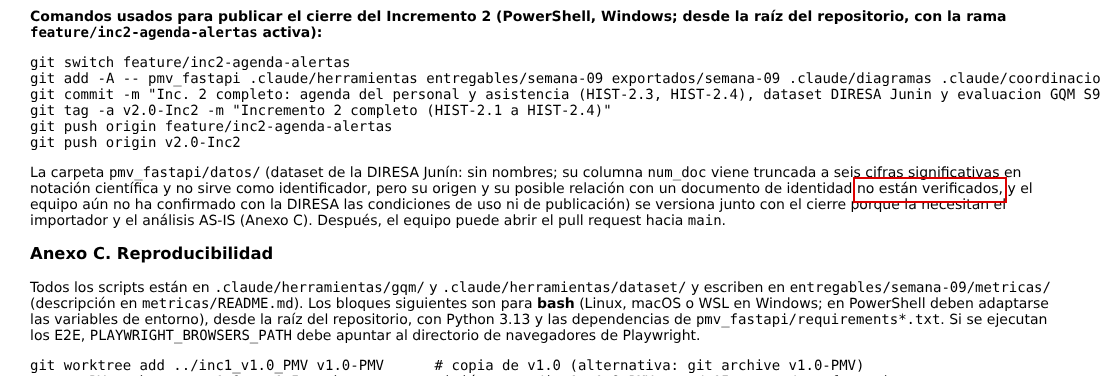 Comandos usados para publicar el cierre del Incremento 2 (PowerShell, Windows; desde la raíz del repositorio, con la rama
feature/inc2-agenda-alertas activa):
git switch feature/inc2-agenda-alertas
git add -A -- pmv_fastapi .claude/herramientas entregables/semana-09 exportados/semana-09 .claude/diagramas .claude/coordinacio
git commit -m "Inc. 2 completo: agenda del personal y asistencia (HIST-2.3, HIST-2.4), dataset DIRESA Junin y evaluacion GQM S9
git tag -a v2.0-Inc2 -m "Incremento 2 completo (HIST-2.1 a HIST-2.4)"
git push origin feature/inc2-agenda-alertas
git push origin v2.0-Inc2
La carpeta pmv_fastapi/datos/ (dataset de la DIRESA Junín: sin nombres; su columna num_doc viene truncada a seis cifras significativas en
notación científica y no sirve como identificador, pero su origen y su posible relación con un documento de identidad no están verificados, y el
equipo aún no ha confirmado con la DIRESA las condiciones de uso ni de publicación) se versiona junto con el cierre porque la necesitan el
importador y el análisis AS-IS (Anexo C). Después, el equipo puede abrir el pull request hacia main.
Anexo C. Reproducibilidad
Todos los scripts están en .claude/herramientas/gqm/ y .claude/herramientas/dataset/ y escriben en entregables/semana-09/metricas/
(descripción en metricas/README.md). Los bloques siguientes son para bash (Linux, macOS o WSL en Windows; en PowerShell deben adaptarse
las variables de entorno), desde la raíz del repositorio, con Python 3.13 y las dependencias de pmv_fastapi/requirements*.txt. Si se ejecutan
los E2E, PLAYWRIGHT_BROWSERS_PATH debe apuntar al directorio de navegadores de Playwright.
git worktree add ../inc1_v1.0_PMV v1.0-PMV # copia de v1.0 (alternativa: git archive v1.0-PMV)